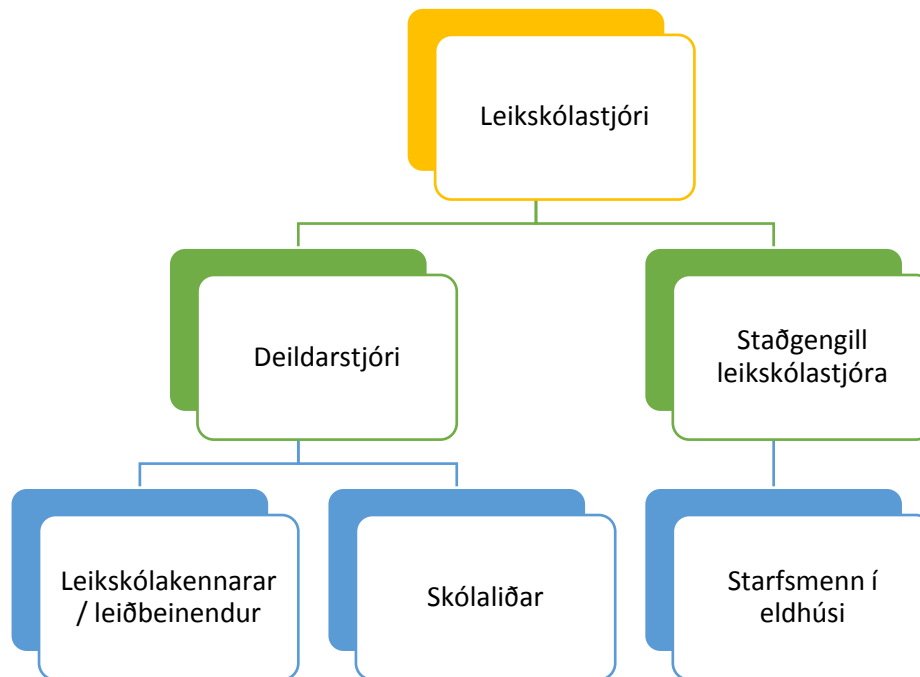 Leikskólastjóri
Deildarstjóri
Staðgengill
leikskólastjóra
Leikskólakennarar
/ leiðbeinendur
Skólaliðar
Starfsmenn í
eldhúsi